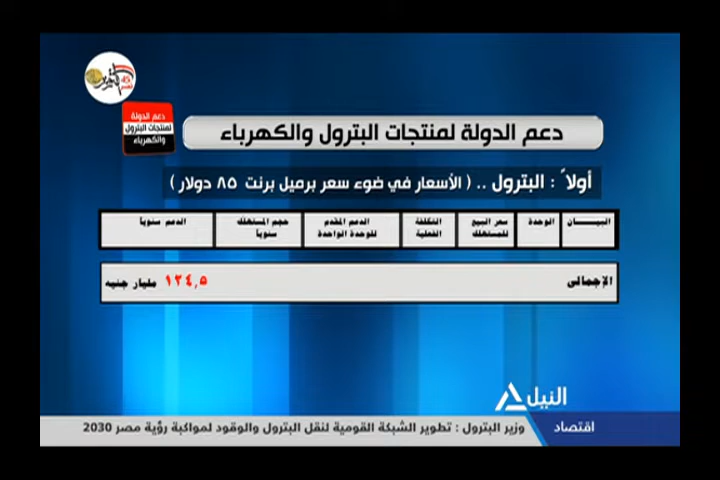 دعم الدولة
لمنتجات البترول
والكهرباء
دعم الدولة لمنتجات البترول والكهرباء
أولاً : البترول .. ( الأسعار في ضوء سعر برميل برنت ٨٥ دولار )
البيـــــان الوحدة سعر البيع للمستهلك التكلفة الفعلية الدعم المقدم للوحدة الواحدة حجم المستهلك سنوياً الدعم سنوياً
الإجمالى ١٢٤,٥ مليار جنيه
النيل
اقتصاد وزير البترول : تطوير الشبكة القومية لنقل البترول والوقود لمواكبة رؤية مصر 2030